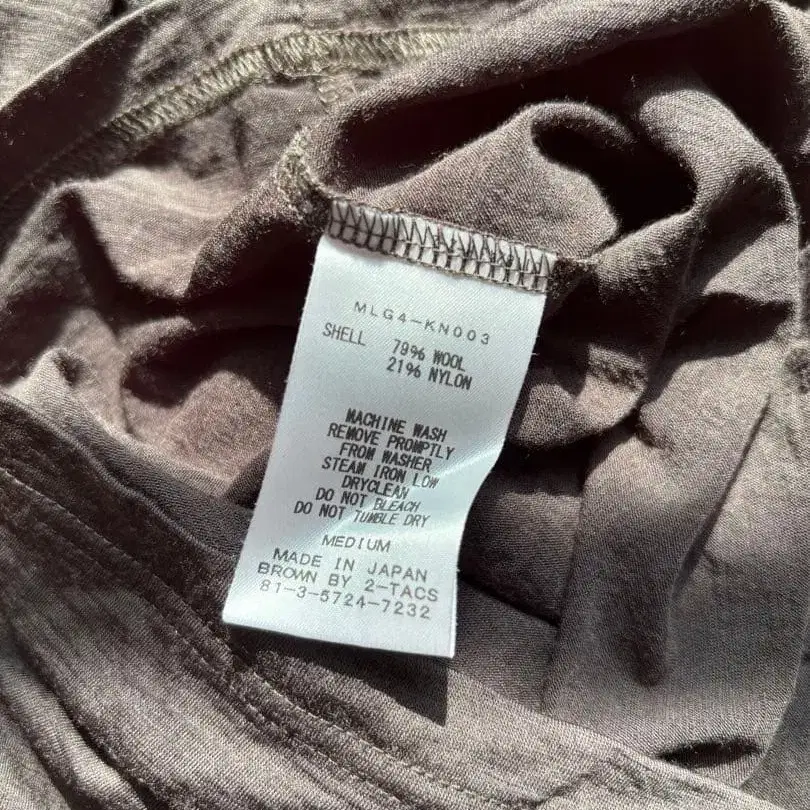 MLG4-KN003
SHELL 79% WOOL
21% NYLON
MACHINE WASH
REMOVE PROMPTLY
FROM WASHER
STEAM IRON LOW
DRYCLEAN
DO NOT BLEACH
DO NOT TUMBLE DRY
MEDIUM
MADE IN JAPAN
BROWN BY 2-TACS
81-3-5724-7232